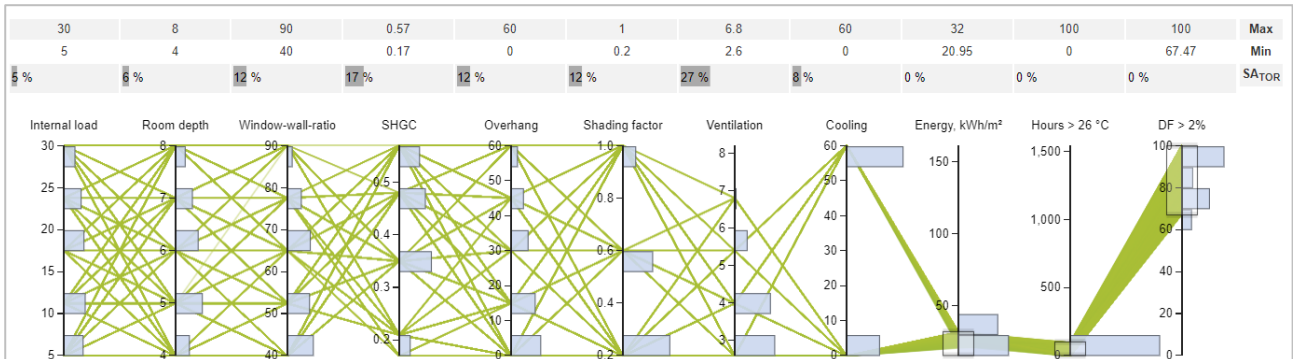 30 8 90 0.57 60 1 6.8 60 32 100 100 Max
5 4 40 0.17 0 0.2 2.6 0 20.95 0 67.47 Min
5 % 6 % 12 % 17 % 12 % 12 % 27 % 8 % 0 % 0 % 0 % SATOR
Internal load Room depth Window-wall-ratio SHGC Overhang Shading factor Ventilation Cooling Energy, kWh/m² Hours > 26 °C DF > 2%
30 8 90 60 1.0 60 1,500 100
8
150
25 7 80 0.5 50 45 0.8 7 50 80
20 40 40 1,000
0.4 100
6 70 30 0.6 60
15 5 30
0.3 20 500 40
10 5 50 15 0.4 4 50 20
10
0.2 3
5 4 40 0 0.2 0 0 0